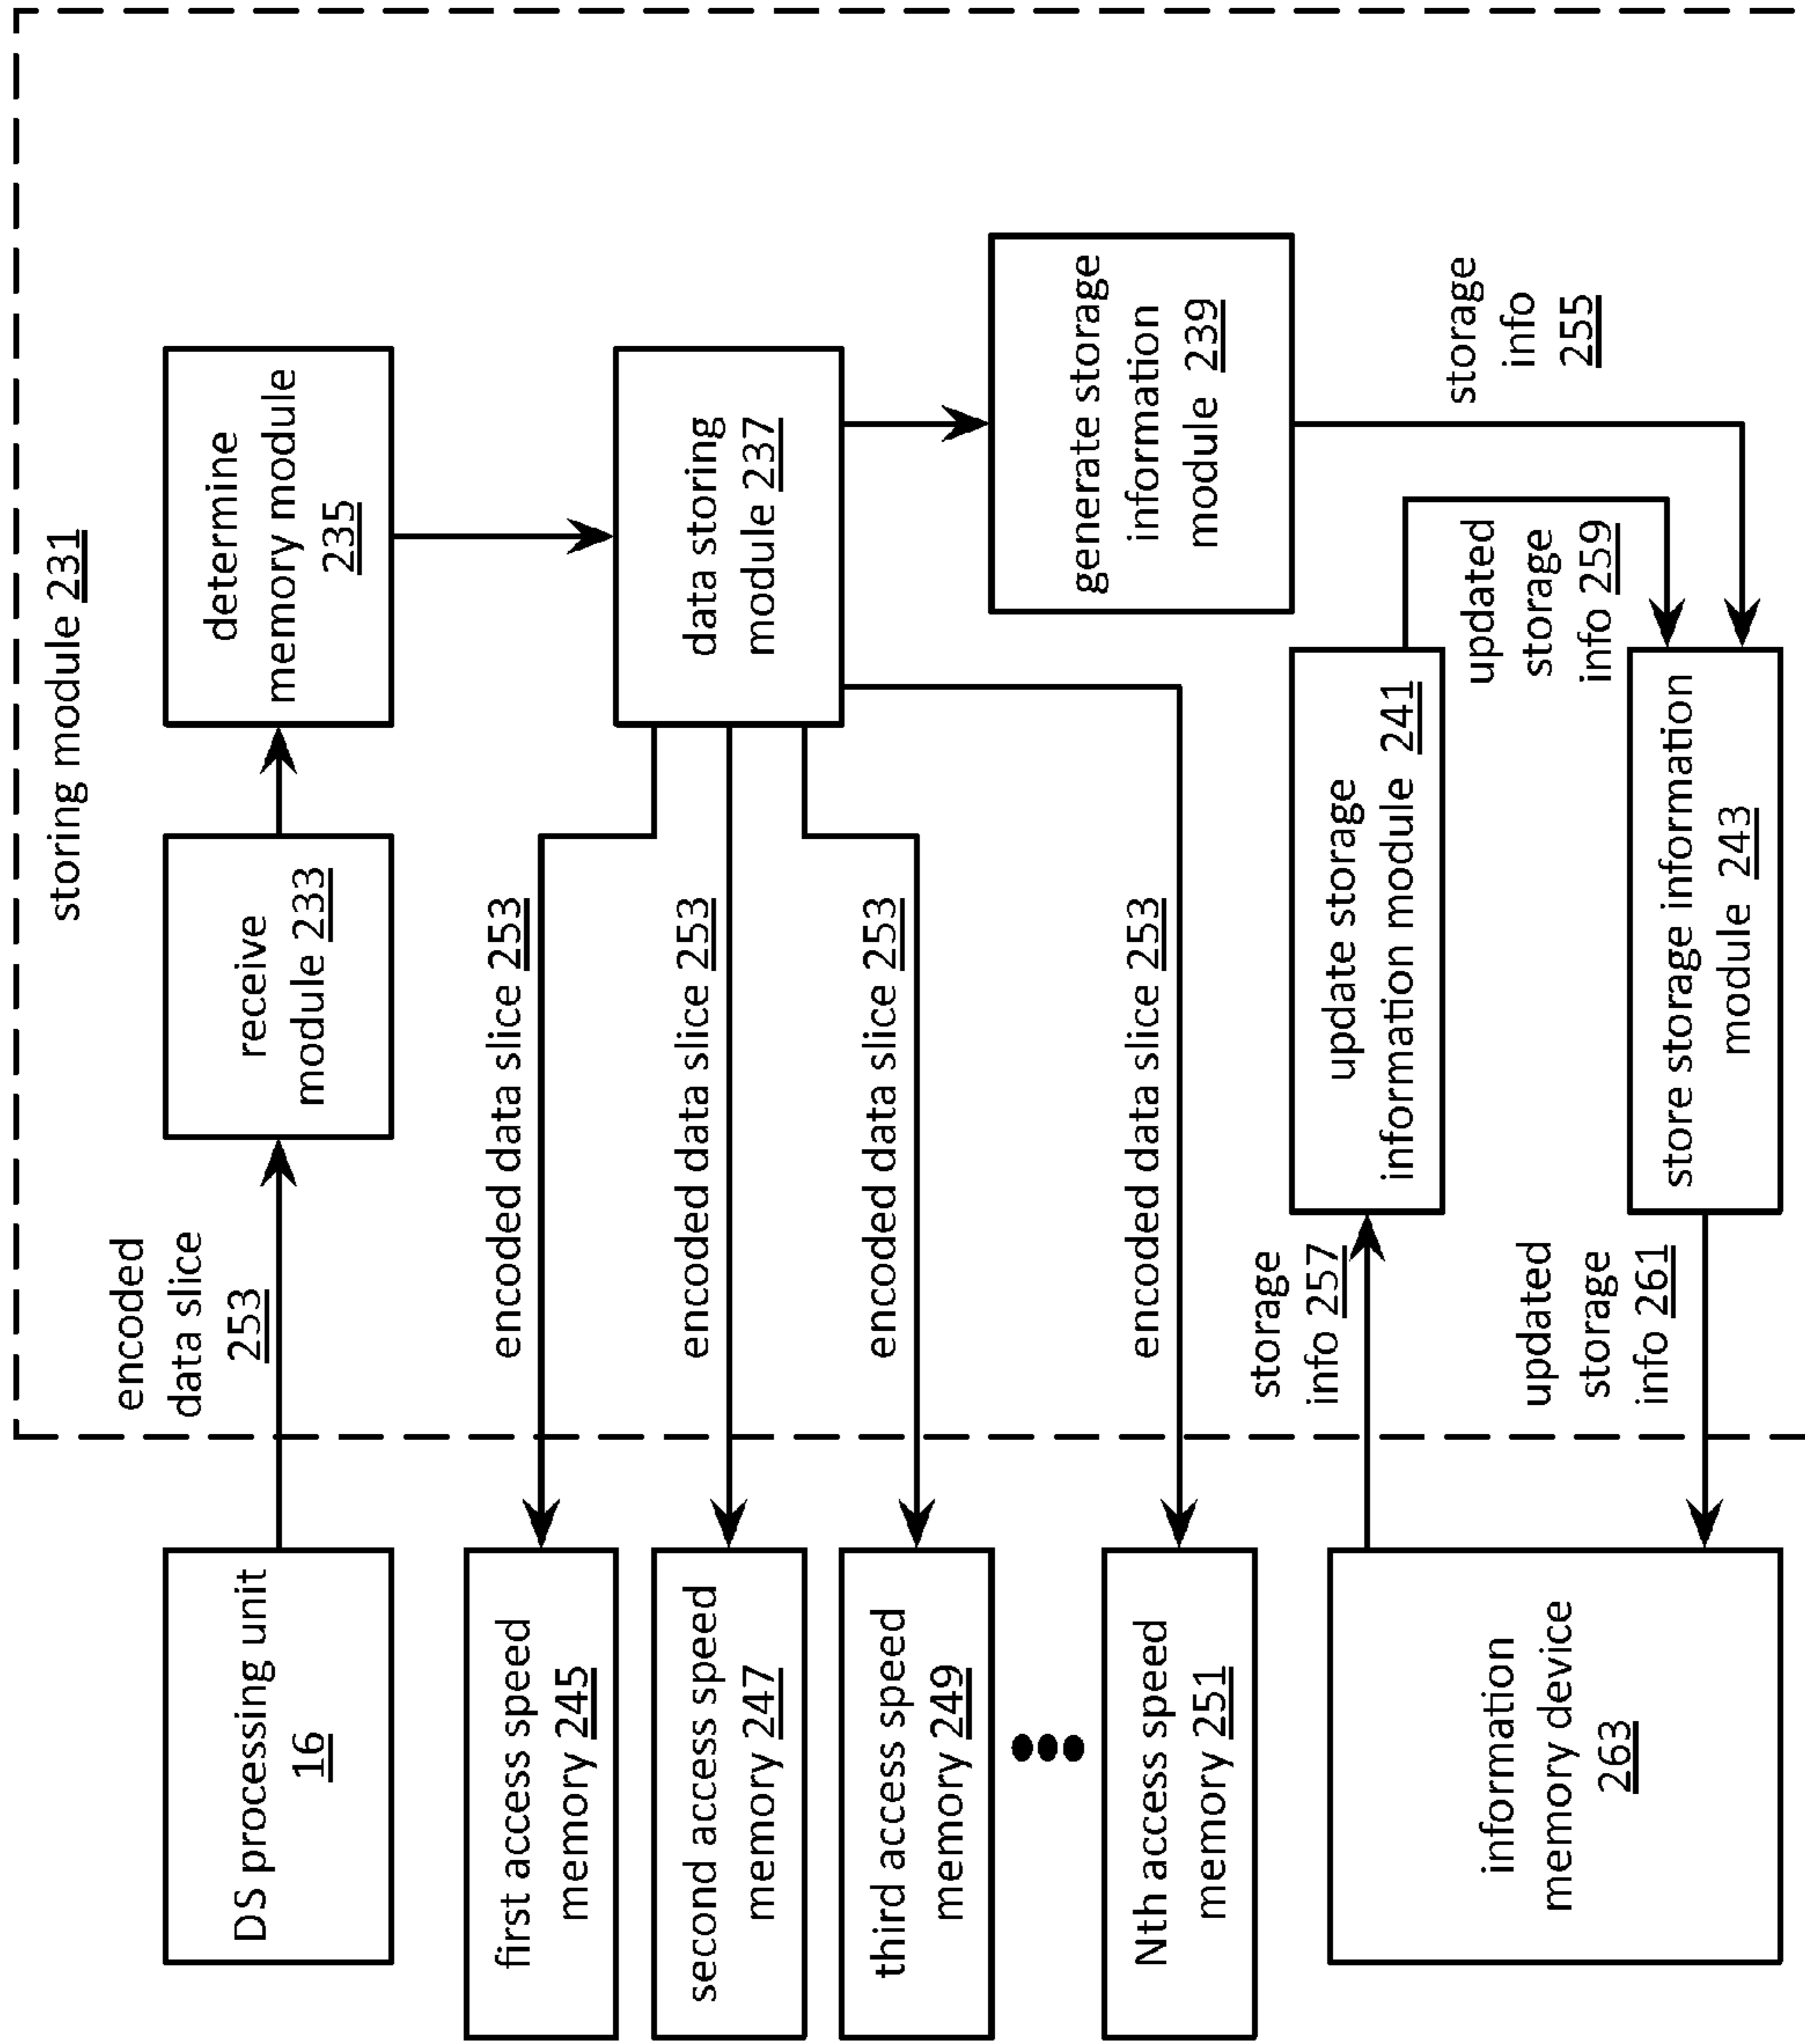 storing module 231
DS processing unit
16
encoded
data slice
253
receive
module 233
determine
memory module
235
first access speed
memory 245
encoded data slice 253
second access speed
memory 247
encoded data slice 253
data storing
module 237
third access speed
memory 249
encoded data slice 253
Nth access speed
memory 251
encoded data slice 253
generate storage
information
module 239
information
memory device
263
storage
info 257
update storage
information module 241
updated
storage
info 259
storage
info
255
updated
storage
info 261
store storage information
module 243